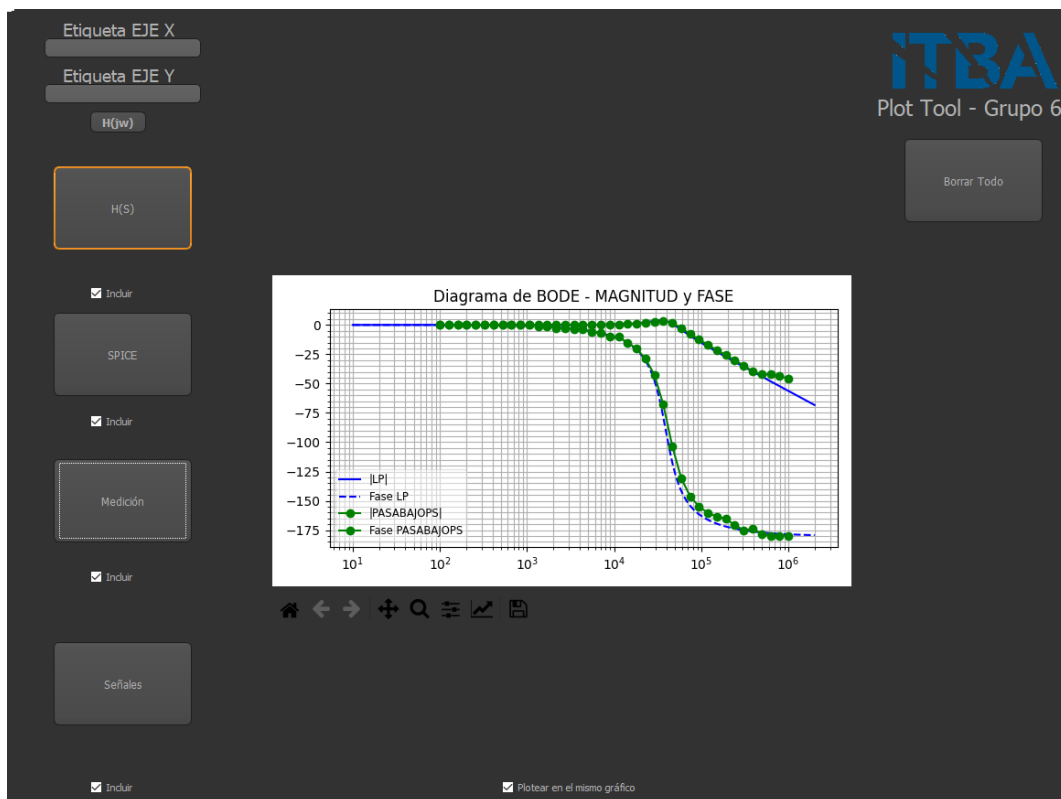 Etiqueta EJE X
Etiqueta EJE Y
H(jw)
H(S)
Incluir
SPICE
Incluir
Medición
Incluir
Señales
Incluir
iTBA
Plot Tool - Grupo 6
Borrar Todo
Diagrama de BODE - MAGNITUD y FASE
0
−25
−50
−75
−100
−125
−150
−175
|LP|
Fase LP
|PASABAJOPS|
Fase PASABAJOPS
10¹
10²
10³
10⁴
10⁵
10⁶
Plotear en el mismo gráfico